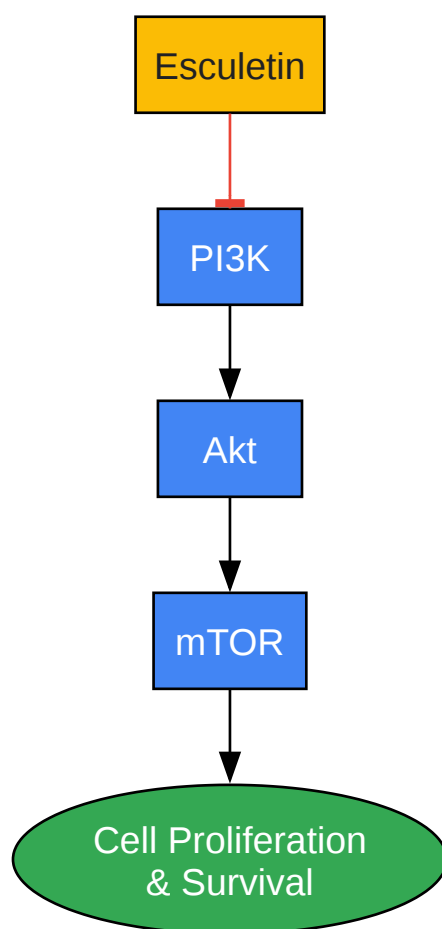 Esculetin
PI3K
Akt
mTOR
Cell Proliferation
& Survival